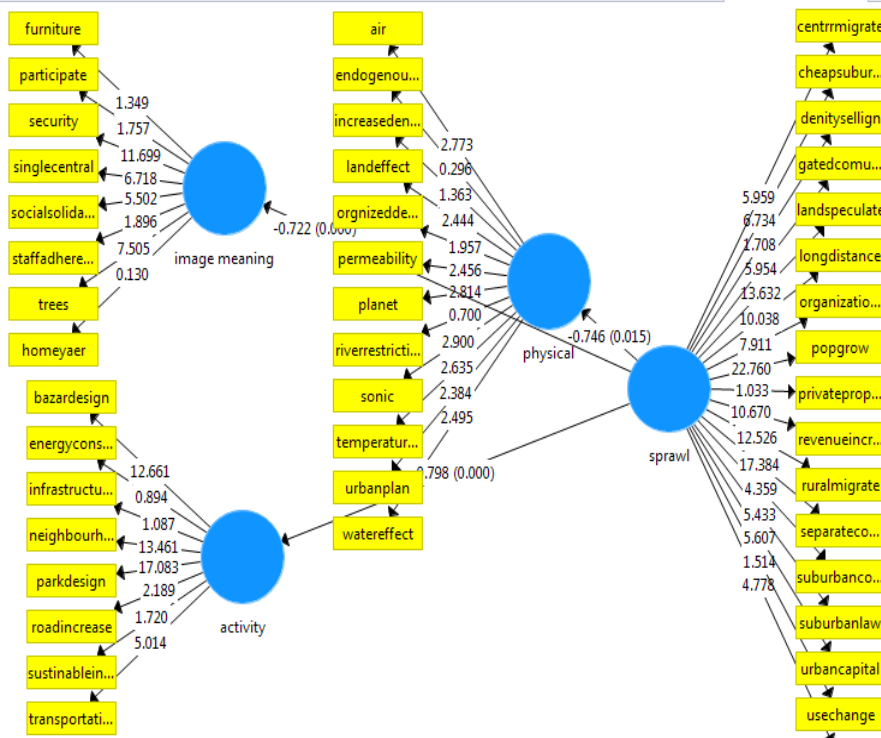 furniture
participate
security
singlecentral
socialsolida...
staffadhere...
trees
homeyaer
1.349
1.757
11.699
6.718
5.502
1.896
7.505
0.130
image meaning
-0.722 (0.000)
bazardesign
energycons...
infrastructu...
neighbourh...
parkdesign
roadincrease
sustinablein...
transportati...
12.661
0.894
1.087
13.461
17.083
2.189
1.720
5.014
activity
air
endogenou...
increaseden...
landeffect
orgnizedde...
permeability
planet
riverrestricti...
sonic
temperatur...
urbanplan
watereffect
2.773
0.296
1.363
2.444
1.957
2.456
2.814
0.700
2.900
2.635
2.384
2.495
physical
-0.746 (0.015)
0.798 (0.000)
sprawl
5.959
6.734
1.708
5.954
13.632
10.038
7.911
22.760
1.033
10.670
12.526
17.384
4.359
5.433
5.607
1.514
4.778
centrrmigrate
cheapsubur...
denitysellign
gatedcomu...
landspeculate
longdistance
organizatio...
popgrow
privateprop...
revenueincr...
ruralmigrate
separateco...
suburbanco...
suburbanlaw
urbancapital
usechange